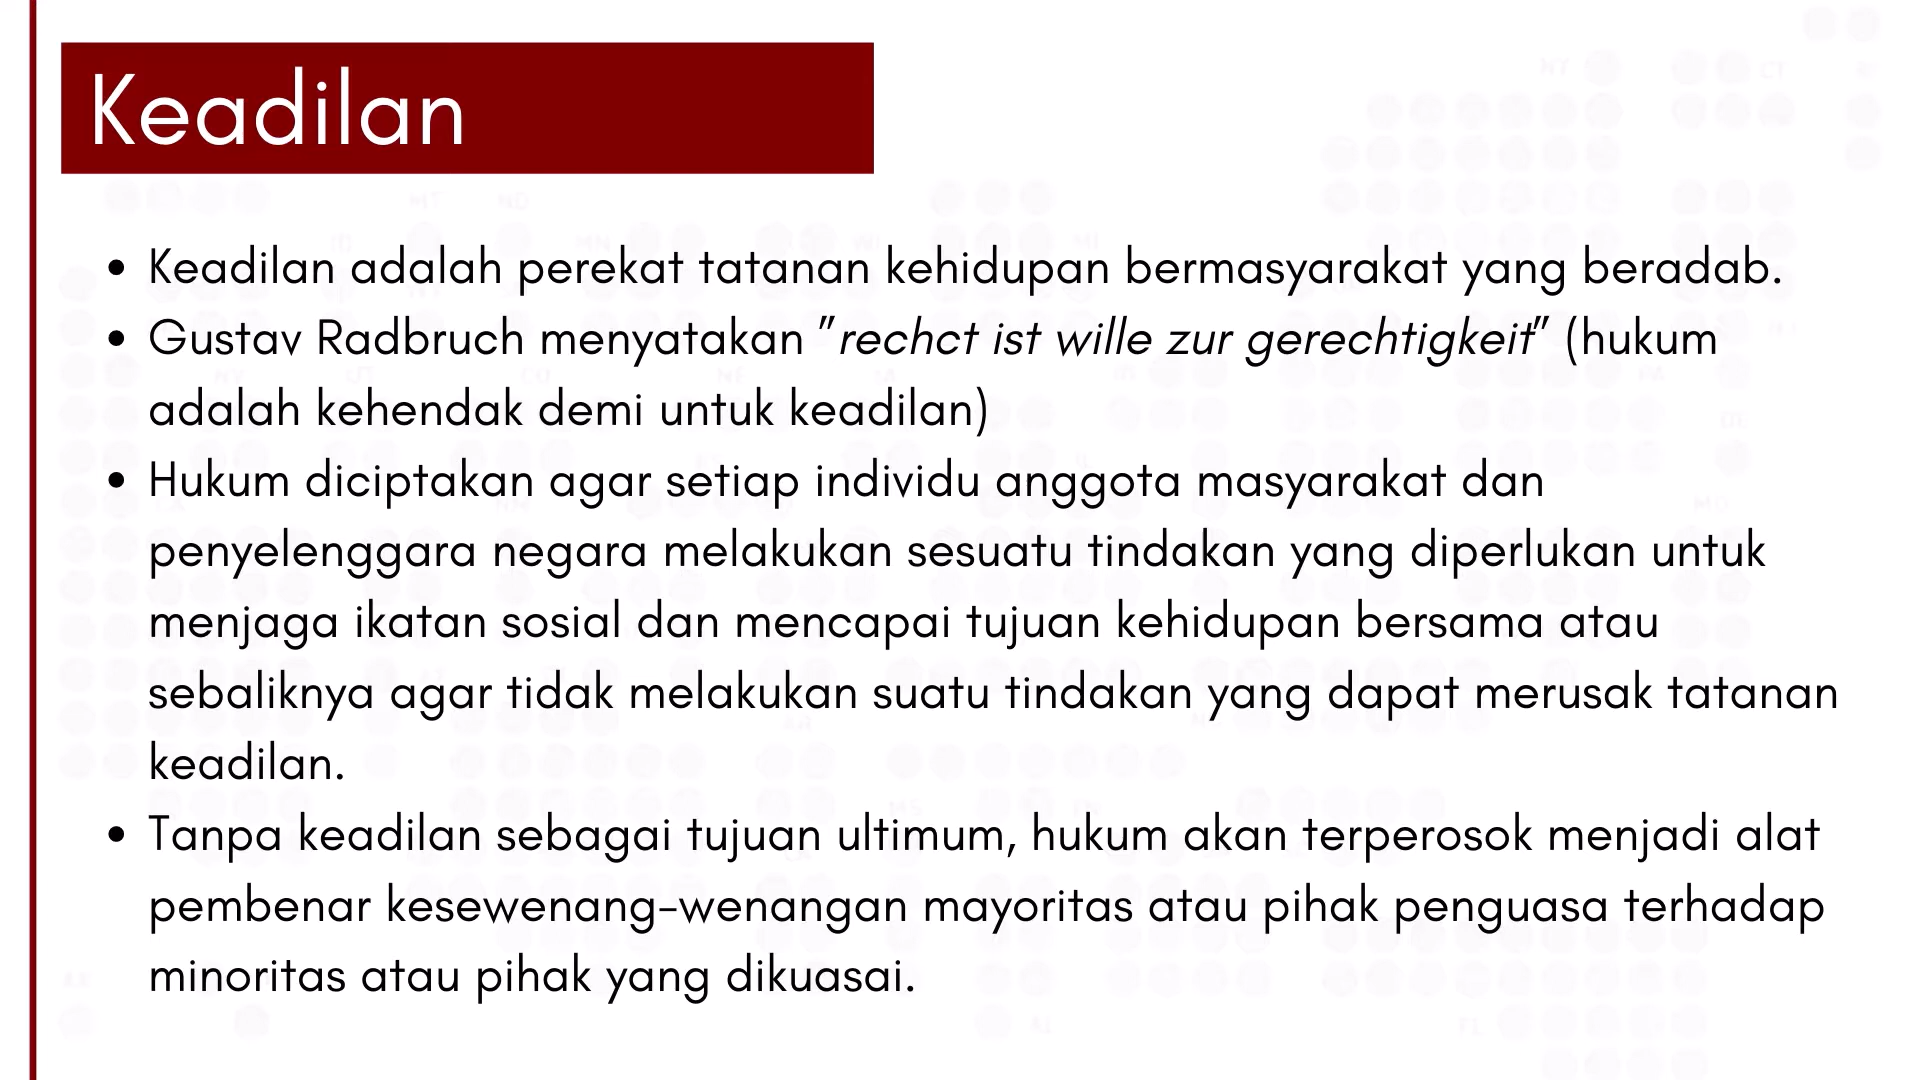 Keadilan
• Keadilan adalah perekat tatanan kehidupan bermasyarakat yang beradab.
• Gustav Radbruch menyatakan "rechct ist wille zur gerechtigkeit" (hukum
adalah kehendak demi untuk keadilan)
• Hukum diciptakan agar setiap individu anggota masyarakat dan
penyelenggara negara melakukan sesuatu tindakan yang diperlukan untuk
menjaga ikatan sosial dan mencapai tujuan kehidupan bersama atau
sebaliknya agar tidak melakukan suatu tindakan yang dapat merusak tatanan
keadilan.
• Tanpa keadilan sebagai tujuan ultimum, hukum akan terperosok menjadi alat
pembenar kesewenang-wenangan mayoritas atau pihak penguasa terhadap
minoritas atau pihak yang dikuasai.